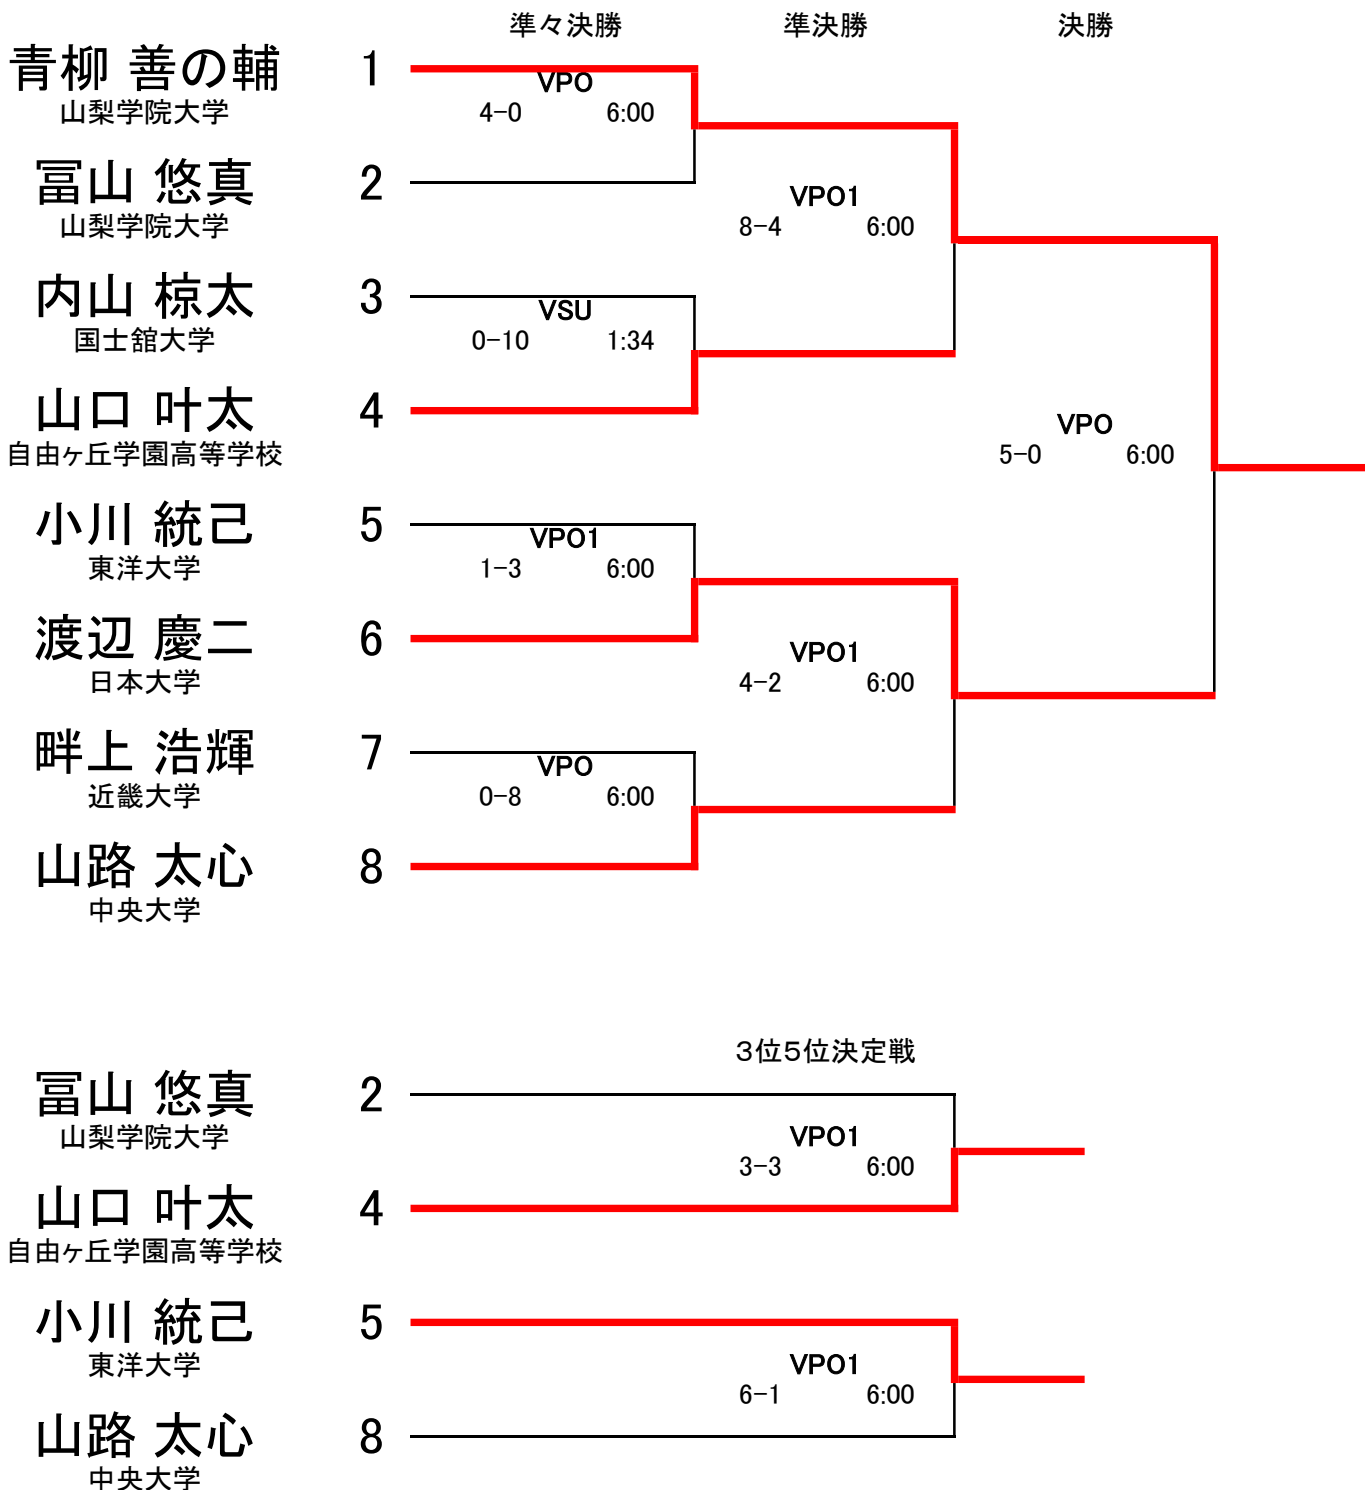 準々決勝 準決勝 決勝
青柳 善の輔 1
山梨学院大学
VPO
4-0 6:00
冨山 悠真 2
山梨学院大学
VPO1
8-4 6:00
内山 椋太 3
国士舘大学
VSU
0-10 1:34
山口 叶太 4
自由ヶ丘学園高等学校
VPO
5-0 6:00
小川 統己 5
東洋大学
VPO1
1-3 6:00
渡辺 慶二 6
日本大学
VPO1
4-2 6:00
畔上 浩輝 7
近畿大学
VPO
0-8 6:00
山路 太心 8
中央大学
3位5位決定戦
冨山 悠真 2
山梨学院大学
VPO1
3-3 6:00
山口 叶太 4
自由ヶ丘学園高等学校
小川 統己 5
東洋大学
VPO1
6-1 6:00
山路 太心 8
中央大学